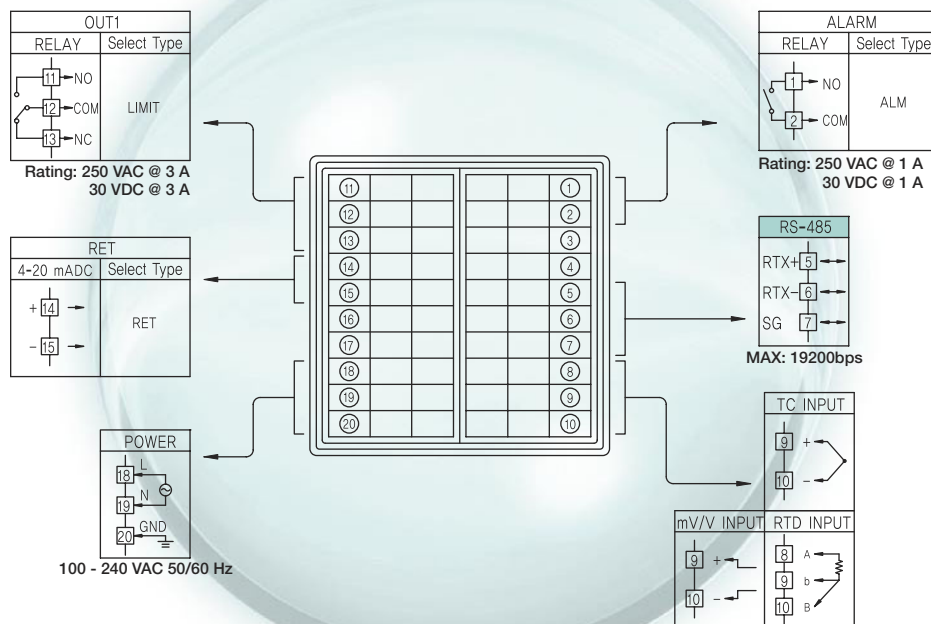 OUT1
RELAY Select Type
11 NO
12 COM
13 NC
LIMIT
Rating: 250 VAC @ 3 A
30 VDC @ 3 A
RET
4-20 mADC Select Type
+ 14
- 15
RET
POWER
18 L
19 N
20 GND
100 - 240 VAC 50/60 Hz
11
12
13
14
15
16
17
18
19
20
1
2
3
4
5
6
7
8
9
10
ALARM
RELAY Select Type
1 NO
2 COM
ALM
Rating: 250 VAC @ 1 A
30 VDC @ 1 A
RS-485
RTX+ 5
RTX- 6
SG 7
MAX: 19200bps
TC INPUT
9 +
10 -
mV/V INPUT
9 +
10 -
RTD INPUT
8 A
9 b
10 B